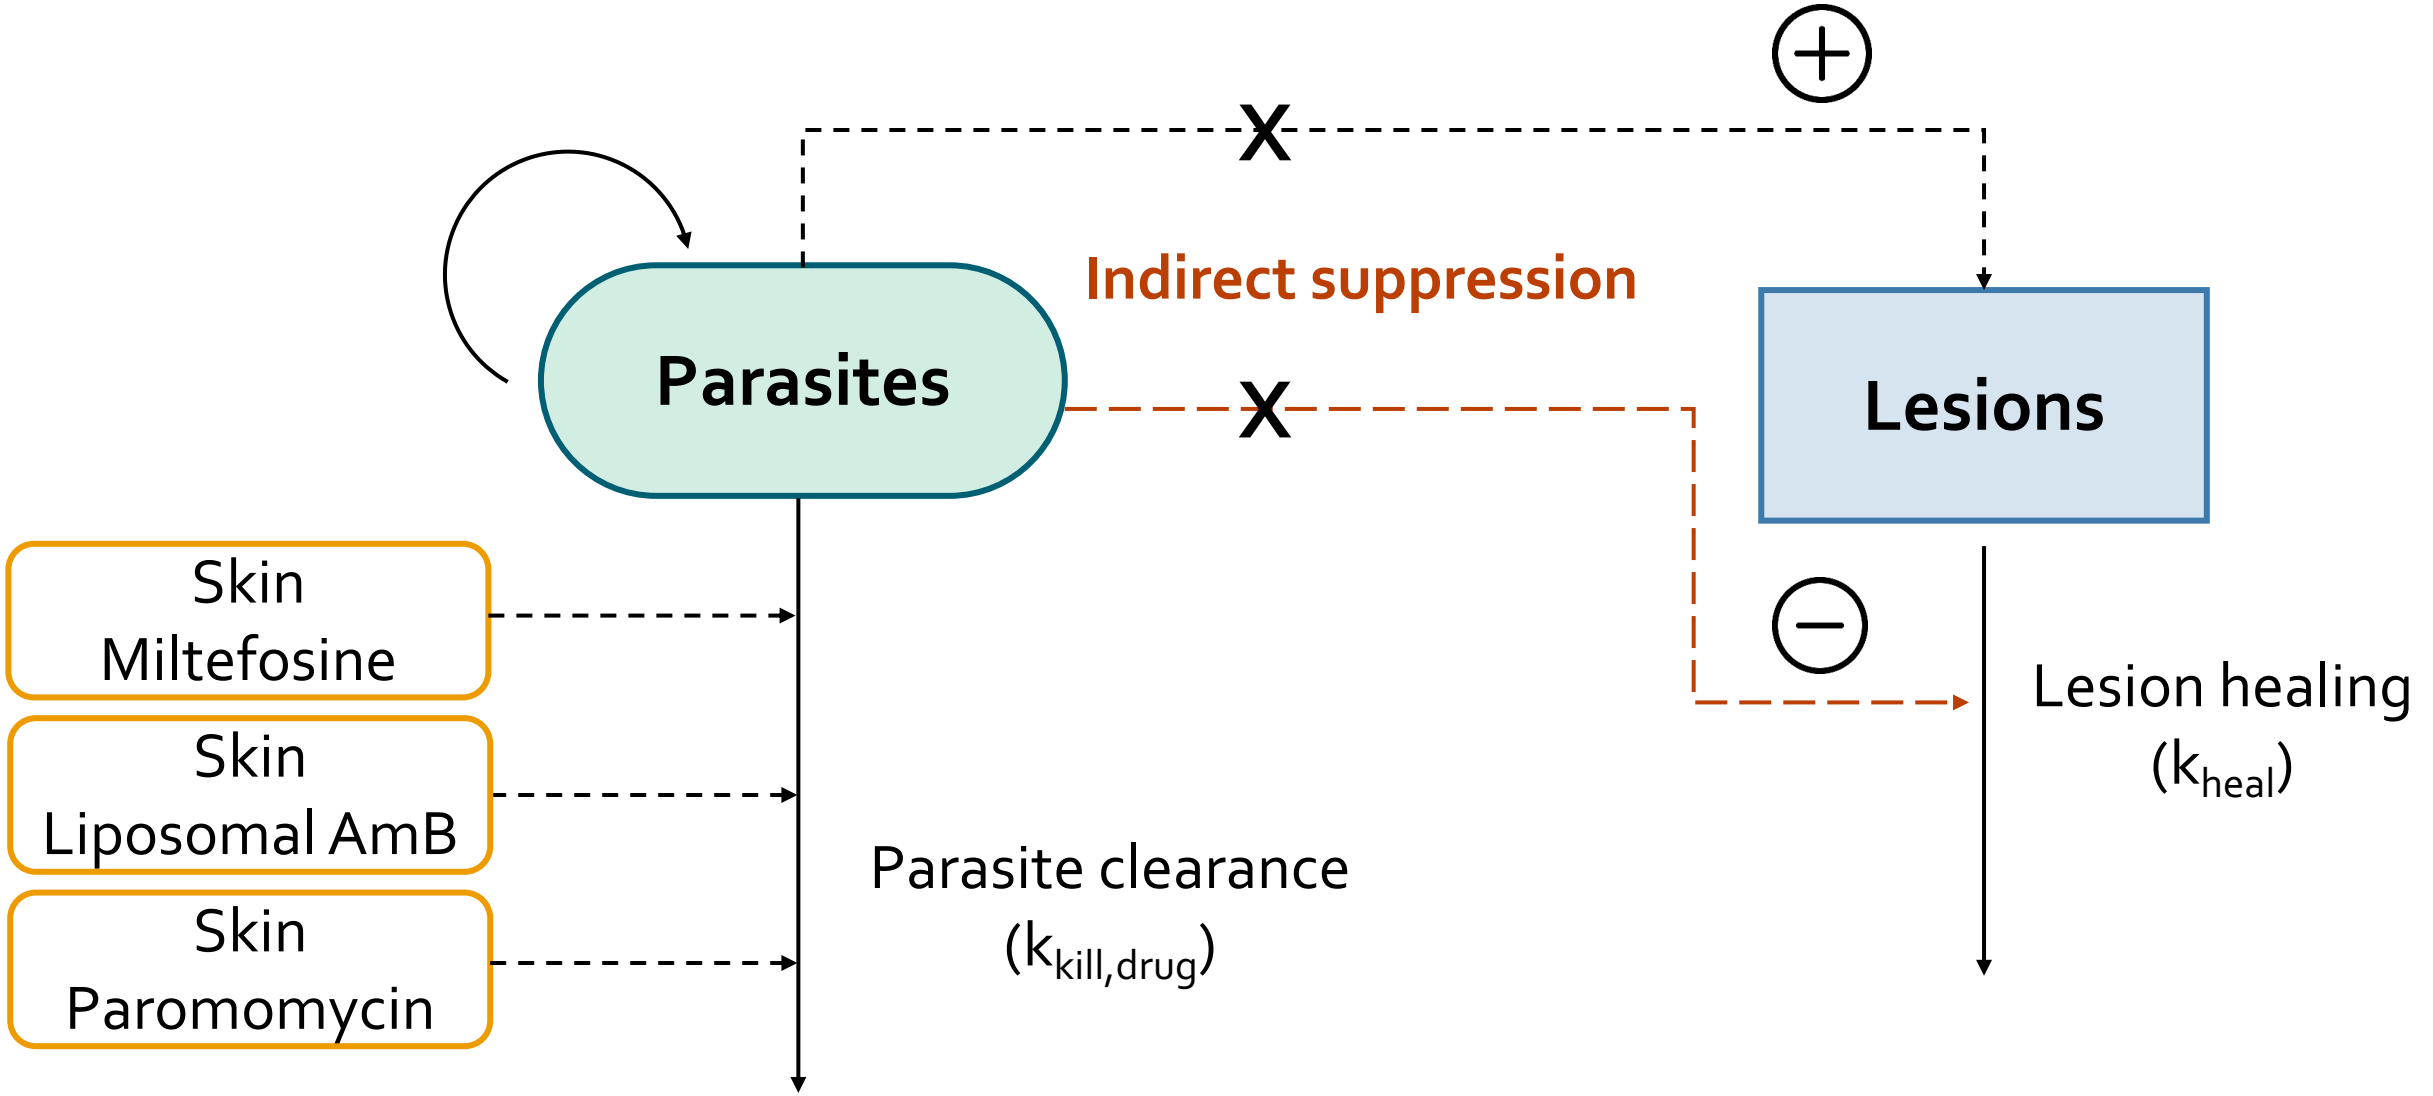 X
Indirect suppression
Parasites
X
Lesions
Skin
Miltefosine
Skin
Liposomal AmB
Skin
Paromomycin
Parasite clearance
(kkill,drug)
Lesion healing
(kheal)